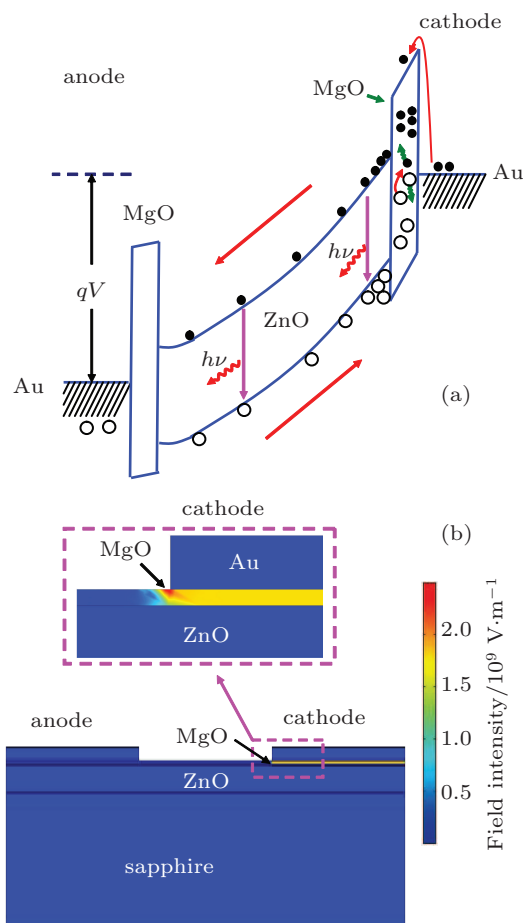 cathode
anode
MgO
Au
MgO
qV
hν
ZnO
hν
Au
(a)
cathode
(b)
MgO
Au
ZnO
2.0
1.5
1.0
0.5
Field intensity/10⁹ V·m⁻¹
anode
cathode
MgO
ZnO
sapphire